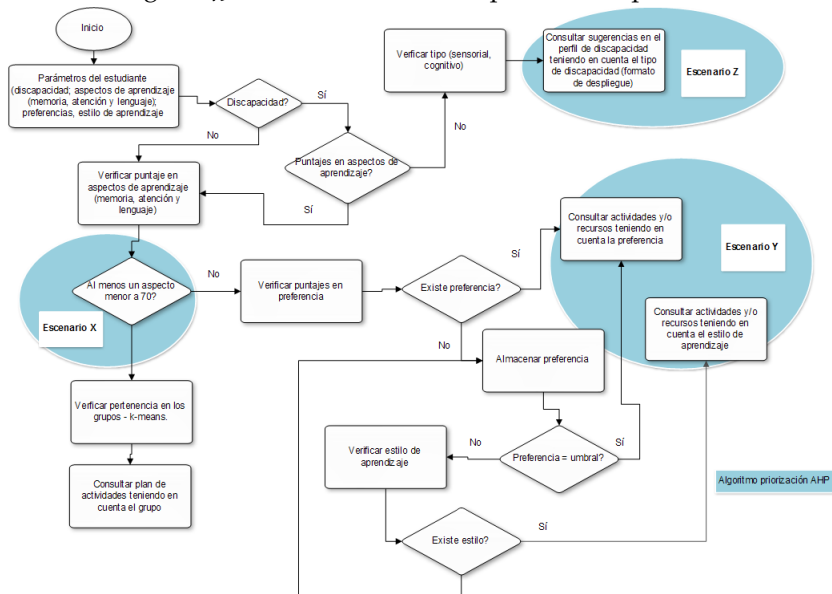 Inicio
Parámetros del estudiante
(discapacidad; aspectos de aprendizaje
(memoria, atención y lenguaje);
preferencias, estilo de aprendizaje
Discapacidad?
Sí
No
Puntajes en aspectos de
aprendizaje?
No
Sí
Verficar tipo (sensorial,
cognitivo)
Consultar sugerencias en el
perfil de discapacidad
teniendo en cuenta el tipo
de discapacidad (formato
de despliegue)
Escenario Z
Verificar puntaje en
aspectos de aprendizaje
(memoria, atención y
lenguaje)
Al menos un aspecto
menor a 70?
Escenario X
No
Verificar puntajes en
preferencia
Existe preferencia?
Sí
No
Consultar actividades y/o
recursos teniendo en
cuenta la preferencia
Escenario Y
Consultar actividades y/o
recursos teniendo en
cuenta el estilo de
aprendizaje
Almacenar preferencia
Verficar pertenencia en los
grupos - k-means.
Consultar plan de
actividades teniendo en
cuenta el grupo
Preferencia = umbral?
Sí
No
Verificar estilo de
aprendizaje
Existe estilo?
Sí
Algoritmo priorización AHP